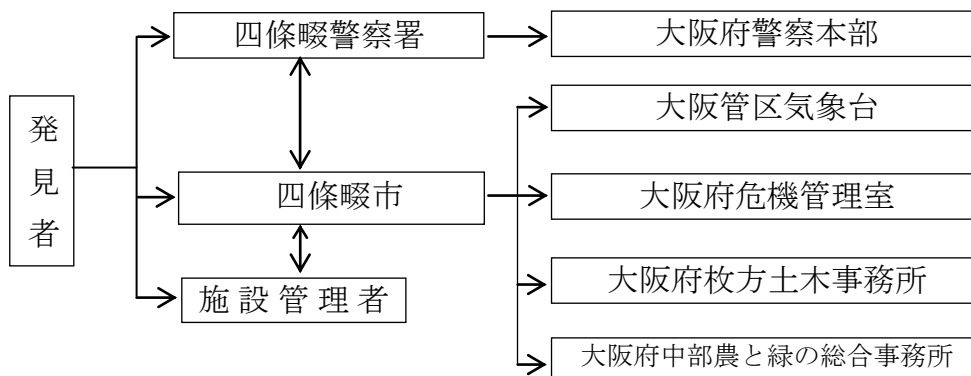 発見者
四條畷警察署
大阪府警察本部
大阪管区気象台
四條畷市
大阪府危機管理室
大阪府枚方土木事務所
施設管理者
大阪府中部農と緑の総合事務所